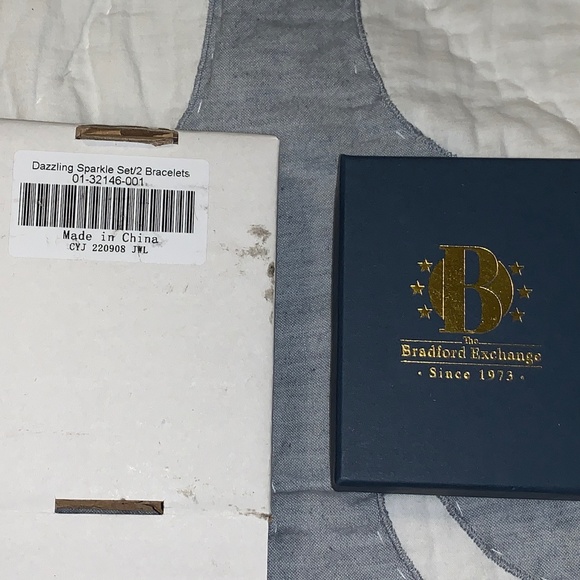 Dazzling Sparkle Set/2 Bracelets
01-32146-001
Made in China
CYJ 220908 JWL
B
The
Bradford Exchange
· Since 1973 ·